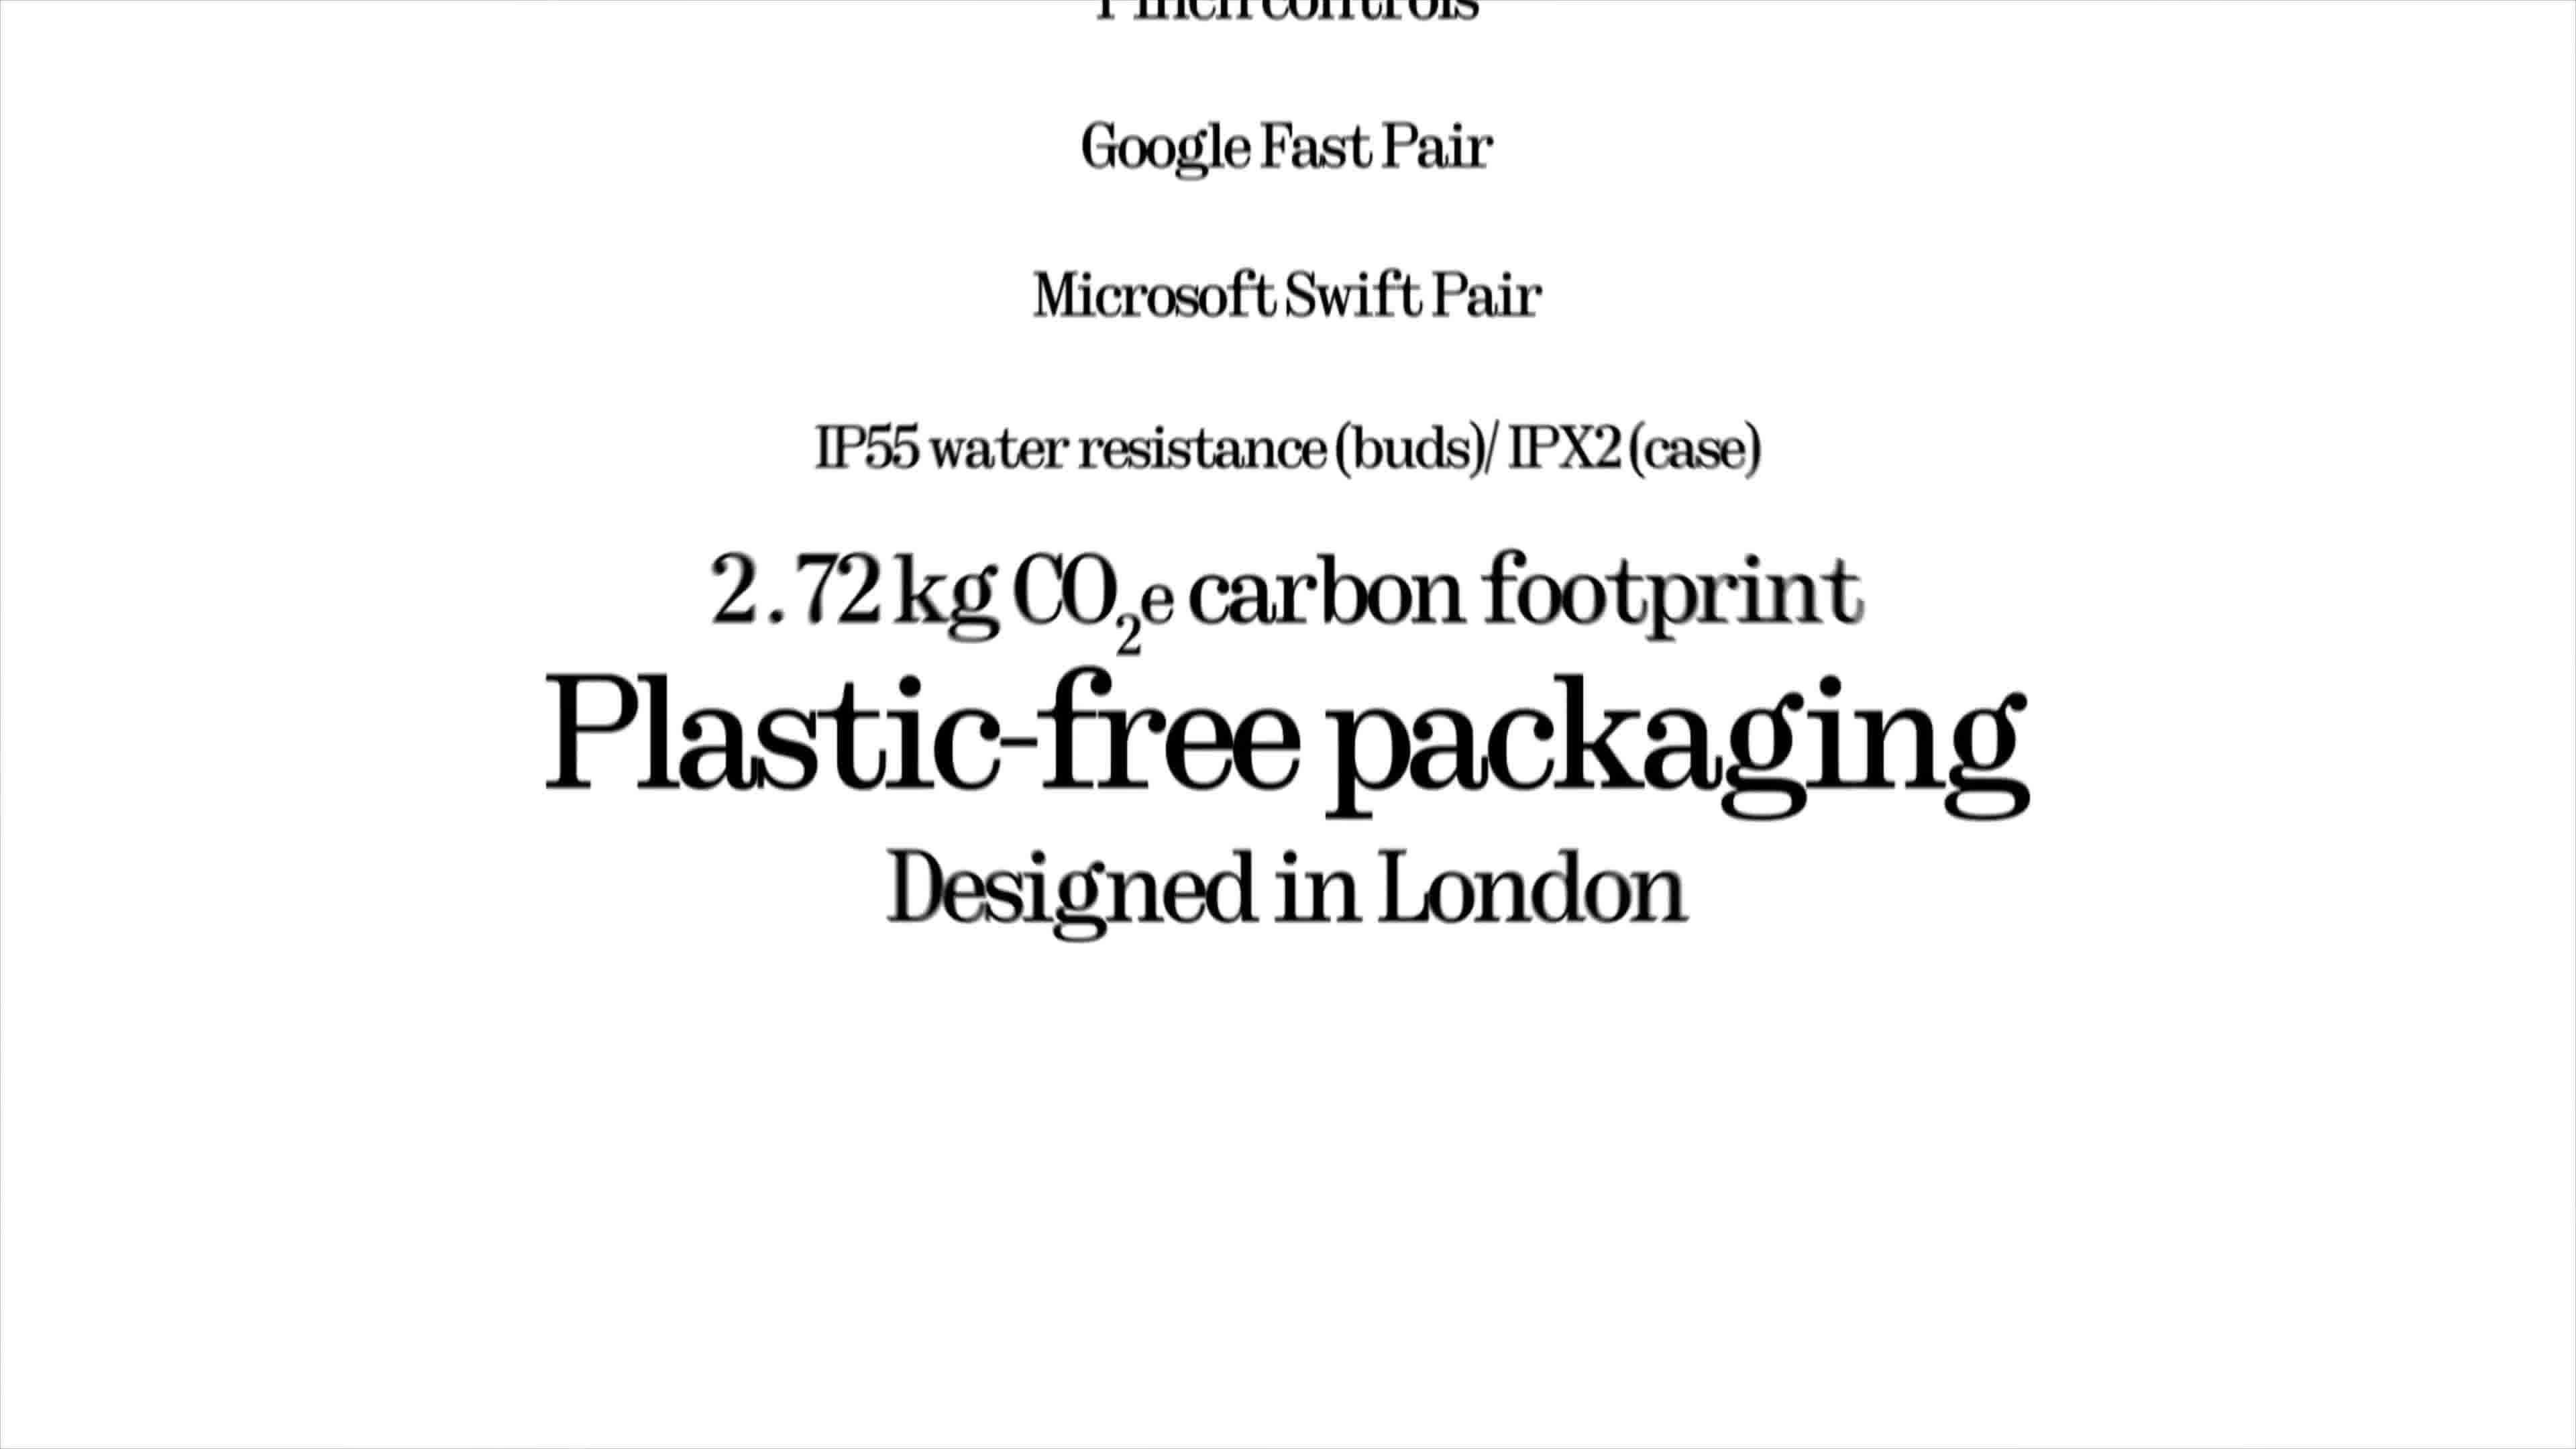 Pinch controls
Google Fast Pair
Microsoft Swift Pair
IP55 water resistance (buds)/ IPX2 (case)
2.72 kg CO₂e carbon footprint
Plastic-free packaging
Designed in London